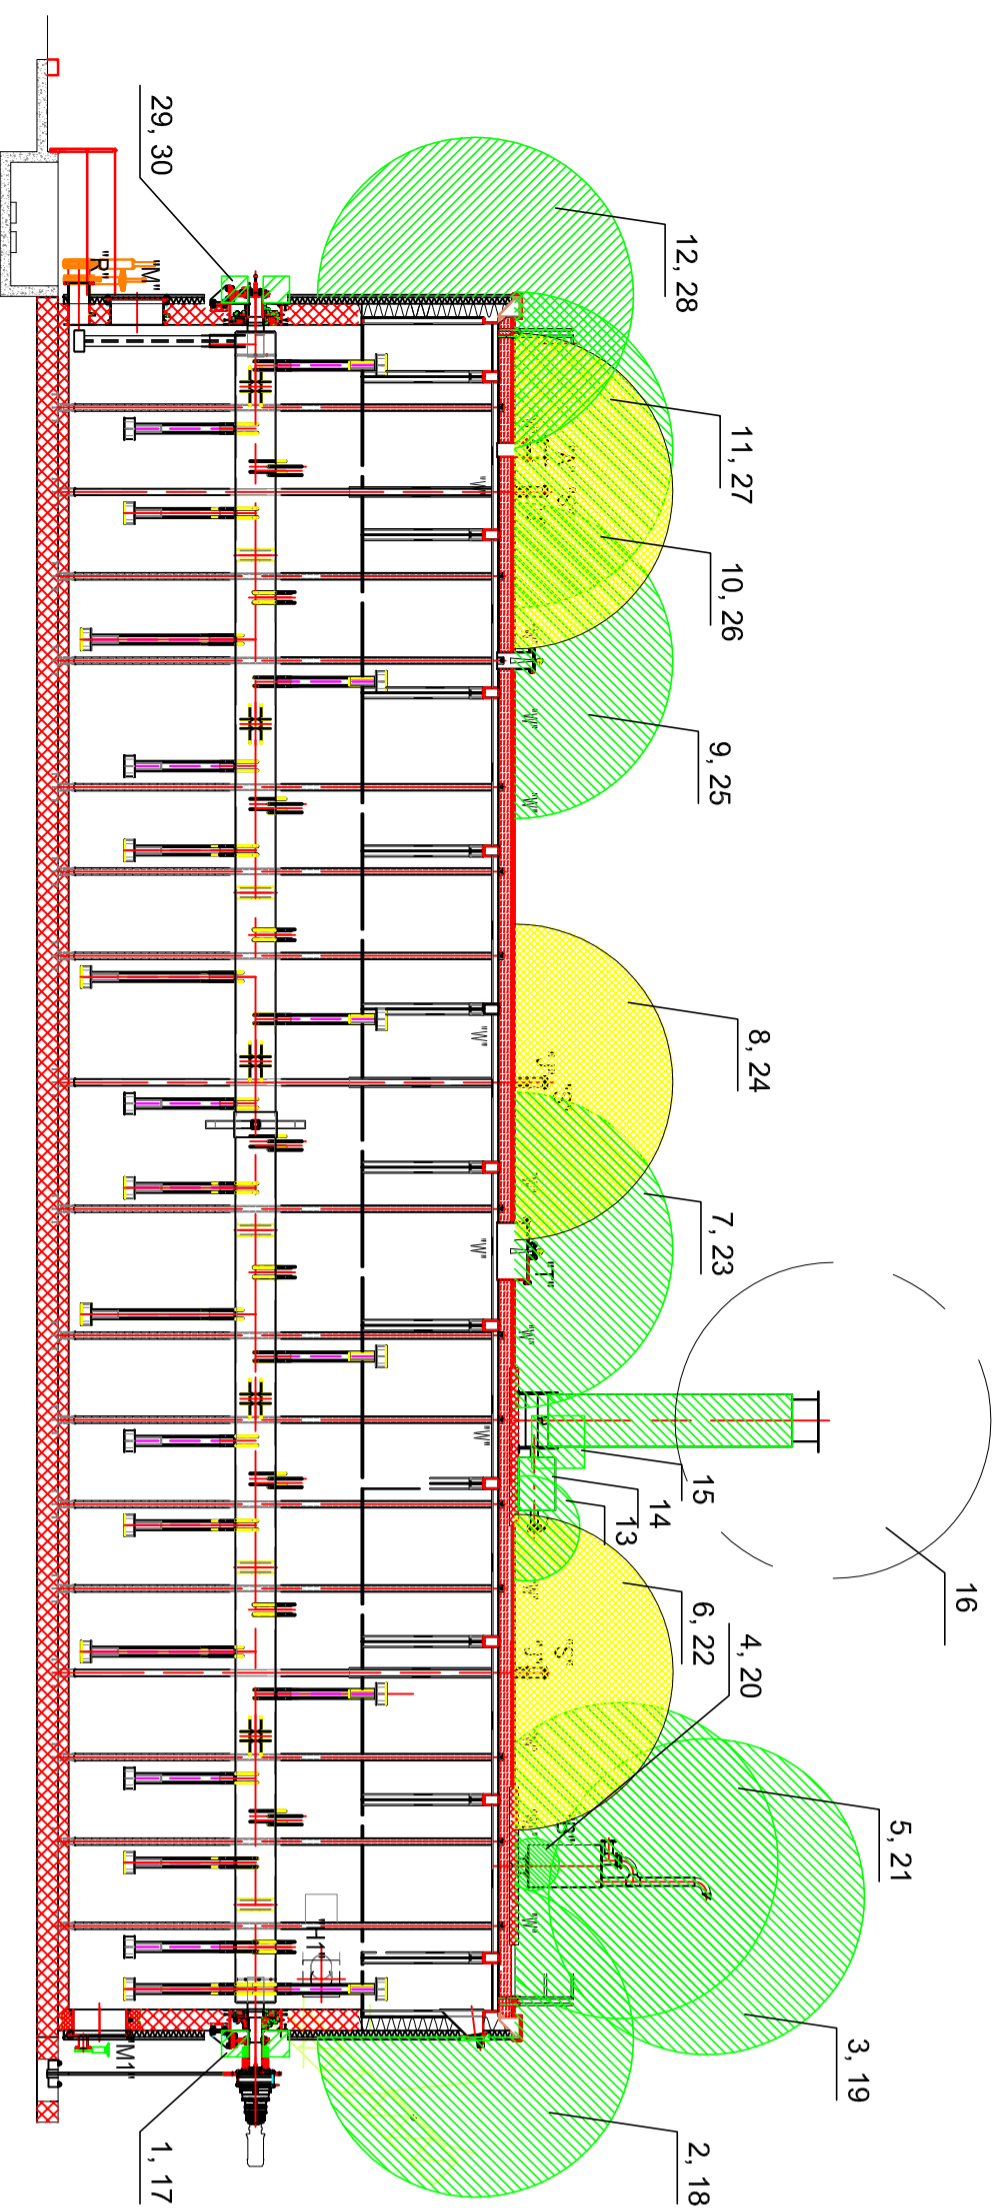 29, 30
12, 28
11, 27
10, 26
9, 25
8, 24
7, 23
16
15
14
13
6, 22
4, 20
5, 21
3, 19
2, 18
1, 17
"M"
"R"
"W"
"W"
"W"
"W"
"S"
"W"
"T"
"W"
"W"
"W"
"S"
"W"
"H1"
"M1"